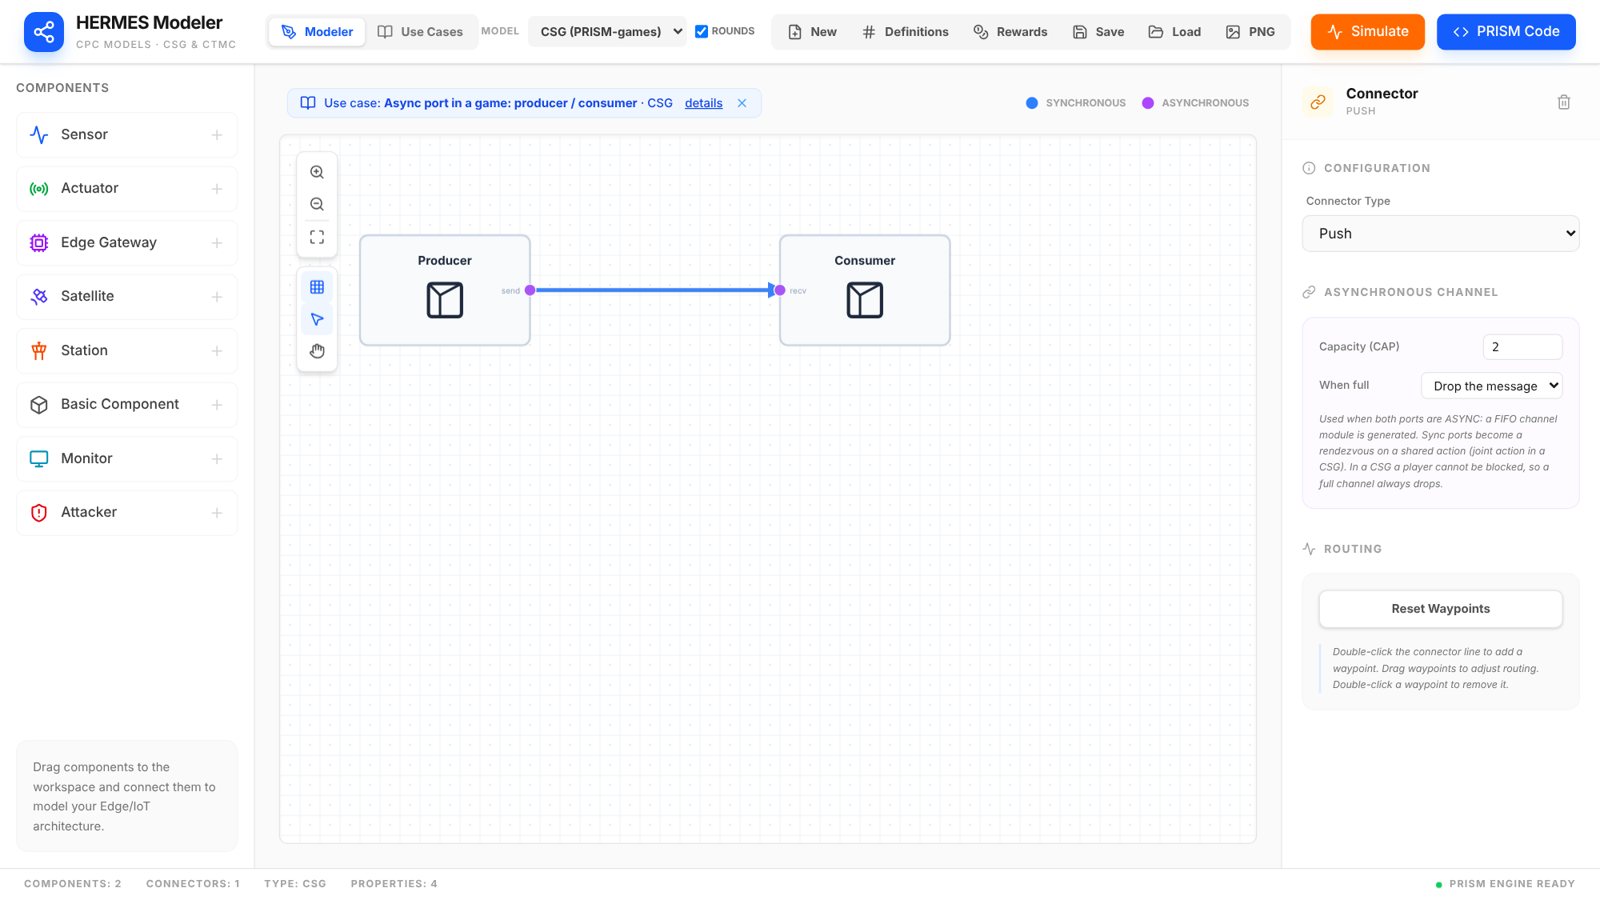 HERMES Modeler
CPC MODELS · CSG & CTMC
Modeler
Use Cases
MODEL
CSG (PRISM-games)
ROUNDS
New
Definitions
Rewards
Save
Load
PNG
Simulate
PRISM Code
COMPONENTS
Sensor
Actuator
Edge Gateway
Satellite
Station
Basic Component
Monitor
Attacker
Drag components to the
workspace and connect them to
model your Edge/IoT
architecture.
Use case: Async port in a game: producer / consumer · CSG details
SYNCHRONOUS
ASYNCHRONOUS
Producer
send
Consumer
recv
Connector
PUSH
CONFIGURATION
Connector Type
Push
ASYNCHRONOUS CHANNEL
Capacity (CAP)
2
When full
Drop the message
Used when both ports are ASYNC: a FIFO channel
module is generated. Sync ports become a
rendezvous on a shared action (joint action in a
CSG). In a CSG a player cannot be blocked, so a
full channel always drops.
ROUTING
Reset Waypoints
Double-click the connector line to add a
waypoint. Drag waypoints to adjust routing.
Double-click a waypoint to remove it.
COMPONENTS: 2
CONNECTORS: 1
TYPE: CSG
PROPERTIES: 4
PRISM ENGINE READY